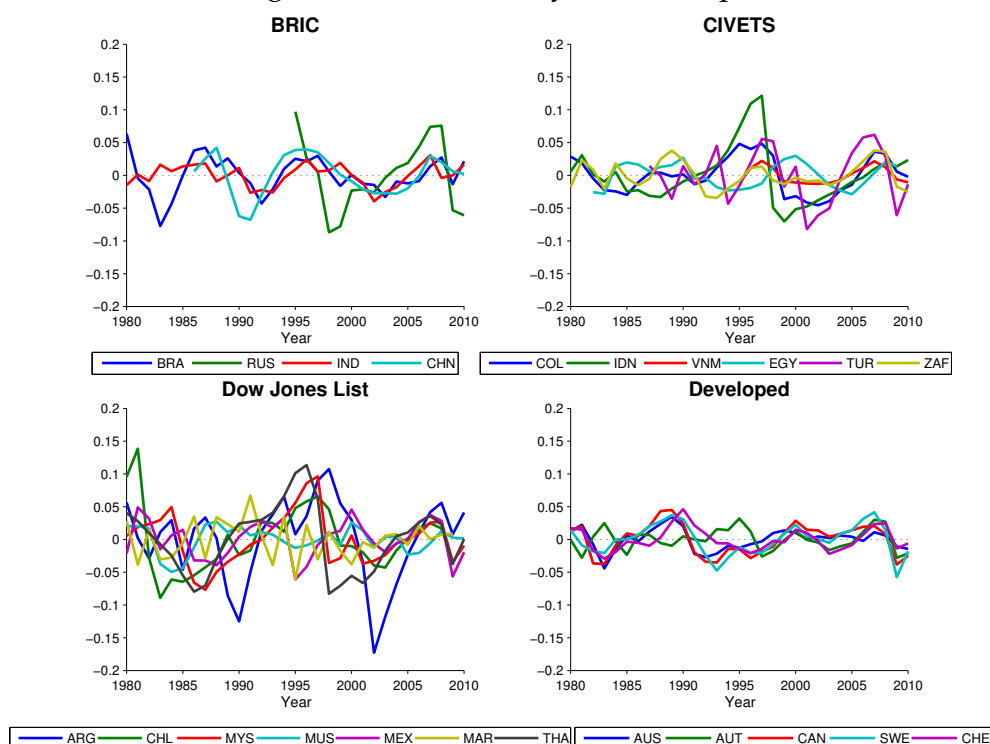 BRIC
0.2
0.15
0.1
0.05
0
−0.05
−0.1
−0.15
−0.2
1980 1985 1990 1995 2000 2005 2010
Year
BRA RUS IND CHN
CIVETS
0.2
0.15
0.1
0.05
0
−0.05
−0.1
−0.15
−0.2
1980 1985 1990 1995 2000 2005 2010
Year
COL IDN VNM EGY TUR ZAF
Dow Jones List
0.2
0.15
0.1
0.05
0
−0.05
−0.1
−0.15
−0.2
1980 1985 1990 1995 2000 2005 2010
Year
ARG CHL MYS MUS MEX MAR THA
Developed
0.2
0.15
0.1
0.05
0
−0.05
−0.1
−0.15
−0.2
1980 1985 1990 1995 2000 2005 2010
Year
AUS AUT CAN SWE CHE